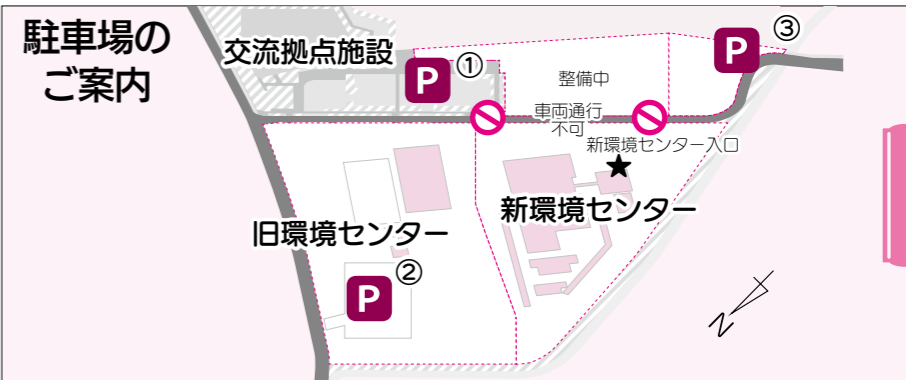 駐車場の
ご案内
交流拠点施設
P ①
P ③
整備中
車両通行
不可
新環境センター入口
新環境センター
旧環境センター
P ②
N